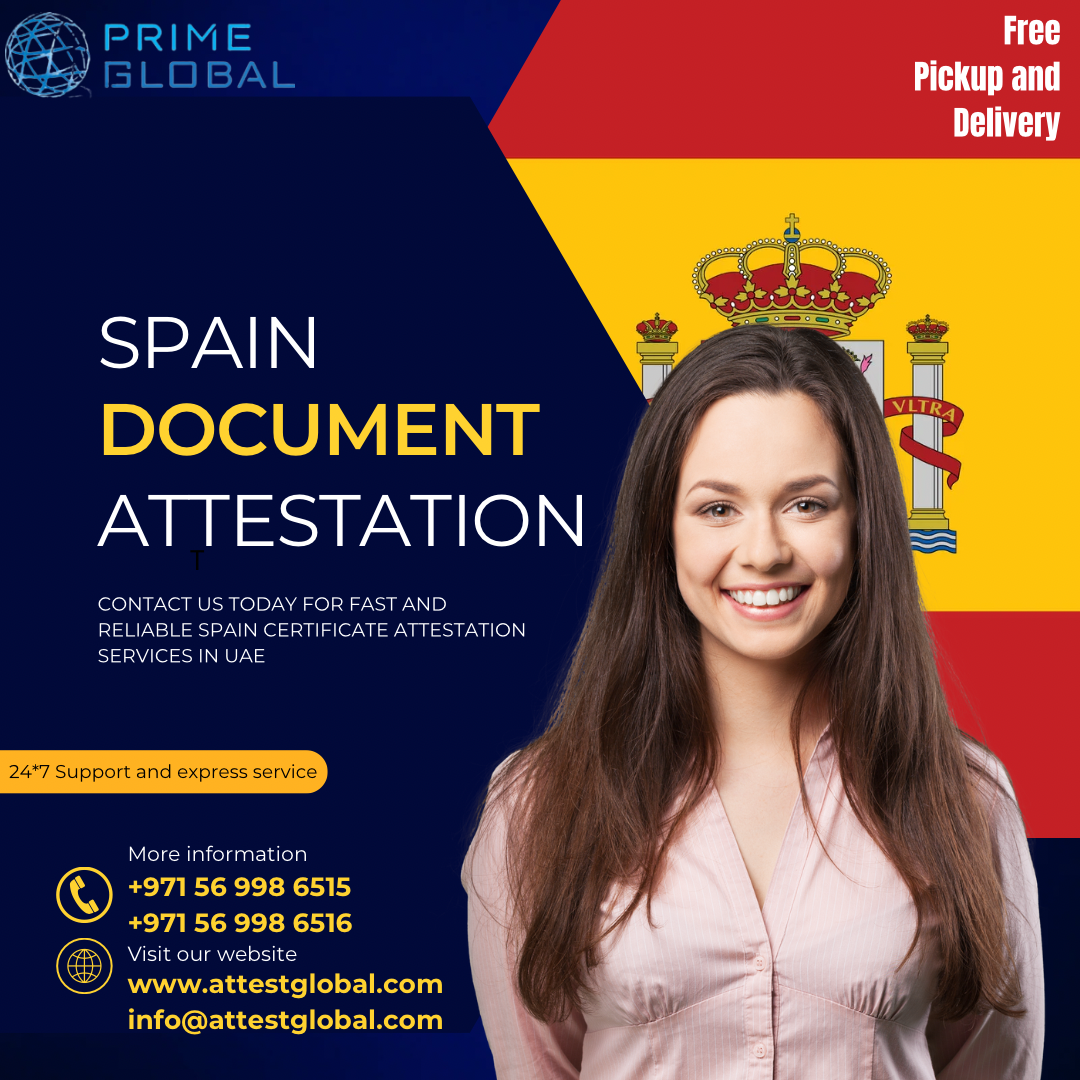 PRIME
GLOBAL
Free
Pickup and
Delivery
VLTRA
SPAIN
DOCUMENT
ATTESTATION
T
CONTACT US TODAY FOR FAST AND
RELIABLE SPAIN CERTIFICATE ATTESTATION
SERVICES IN UAE
24*7 Support and express service
More information
+971 56 998 6515
+971 56 998 6516
Visit our website
www.attestglobal.com
info@attestglobal.com